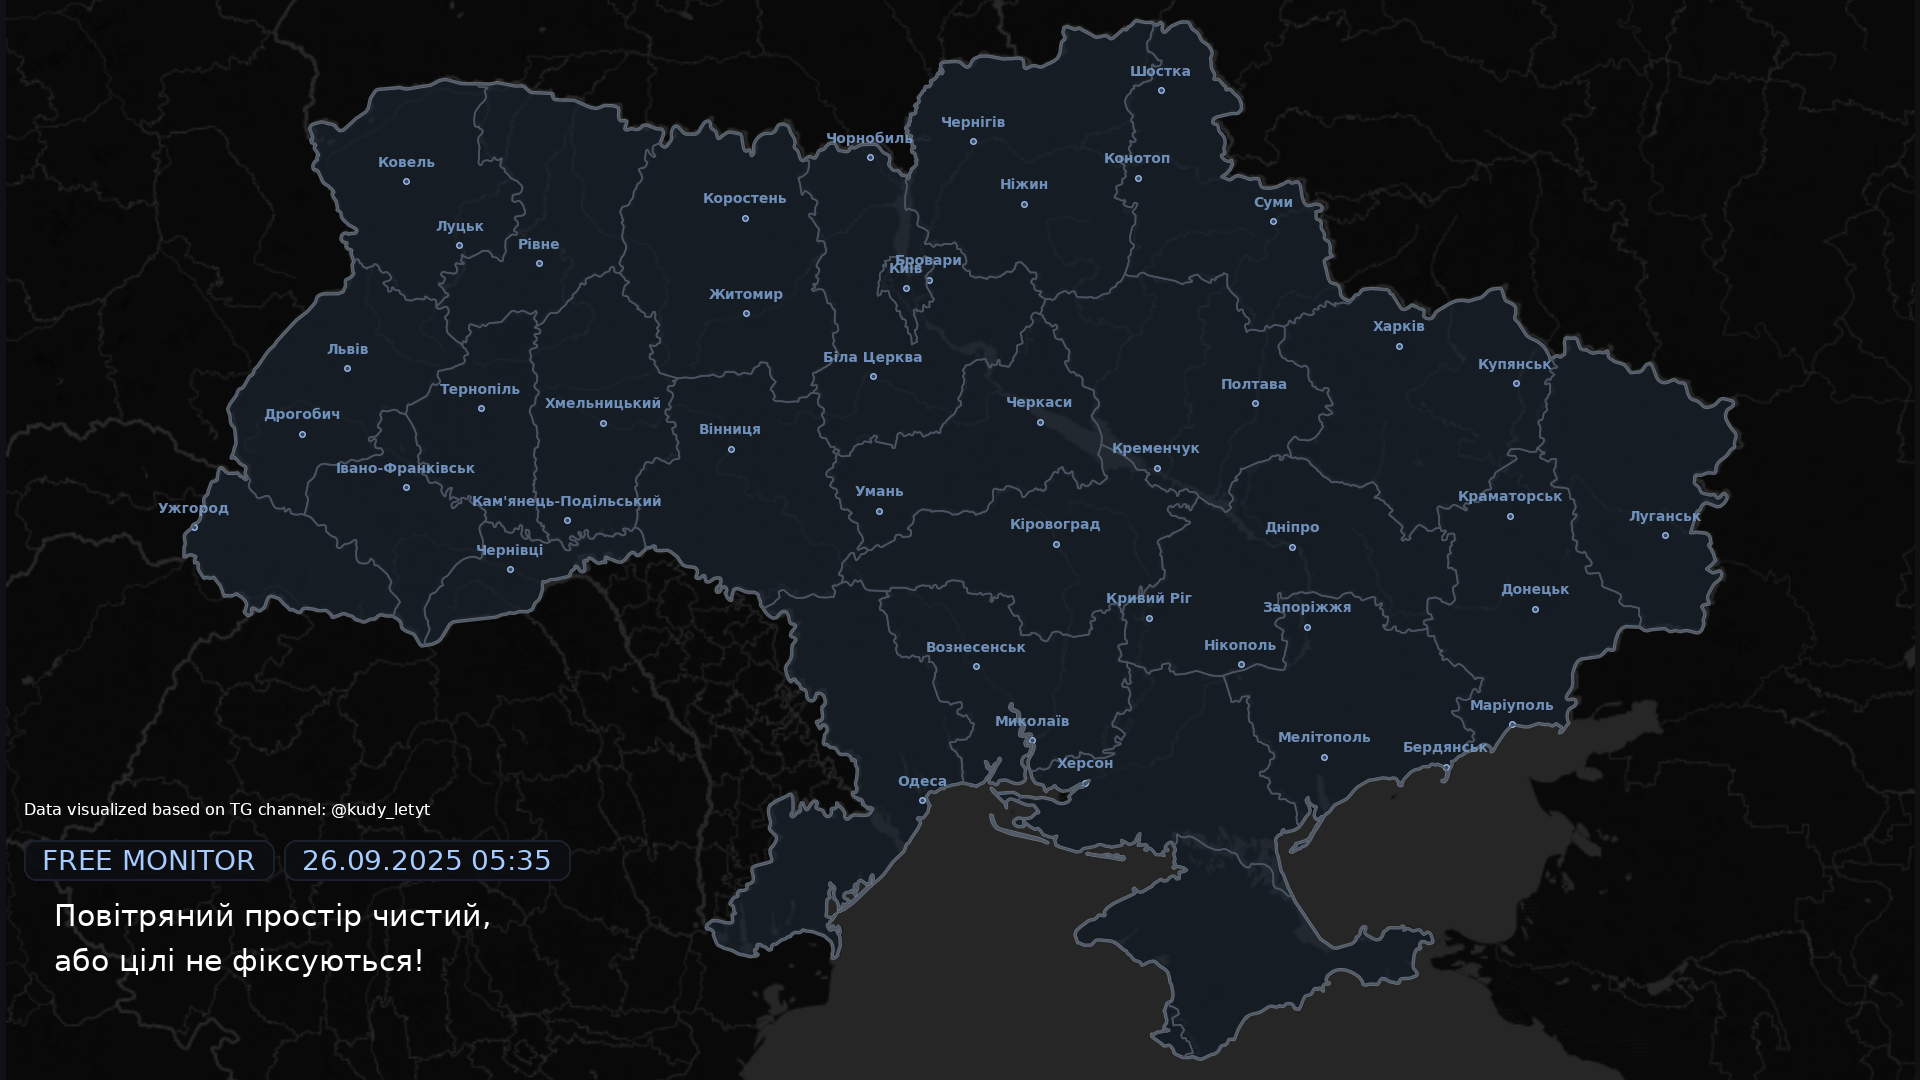 Шостка
Чернігів
Чорнобиль
Конотоп
Ковель
Ніжин
Коростень
Суми
Луцьк
Рівне
Бровари
Київ
Житомир
Харків
Львів
Біла Церква
Купянськ
Полтава
Тернопіль
Хмельницький
Черкаси
Дрогобич
Вінниця
Кременчук
Івано-Франківськ
Умань
Краматорськ
Кам'янець-Подільський
Ужгород
Луганськ
Кіровоград
Дніпро
Чернівці
Донецьк
Кривий Ріг
Запоріжжя
Вознесенськ
Нікополь
Маріуполь
Миколаїв
Мелітополь
Бердянськ
Херсон
Одеса
Data visualized based on TG channel: @kudy_letyt
FREE MONITOR 26.09.2025 05:35
Повітряний простір чистий,
або цілі не фіксуються!